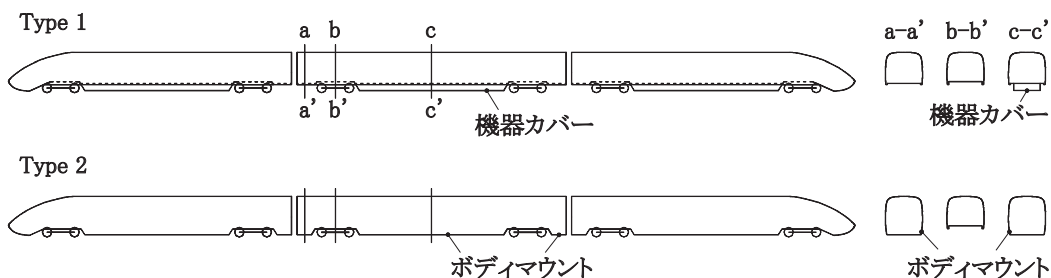 Type 1
a b c a-a' b-b' c-c'
a' b' c'
機器カバー 機器カバー
Type 2
ボディマウント ボディマウント